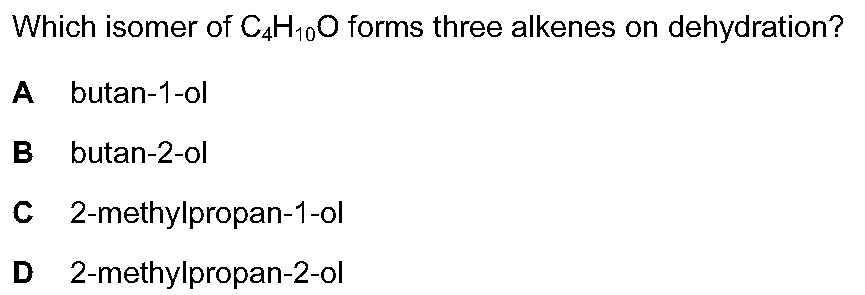 Which isomer of C₄H₁₀O forms three alkenes on dehydration?
A butan-1-ol
B butan-2-ol
C 2-methylpropan-1-ol
D 2-methylpropan-2-ol